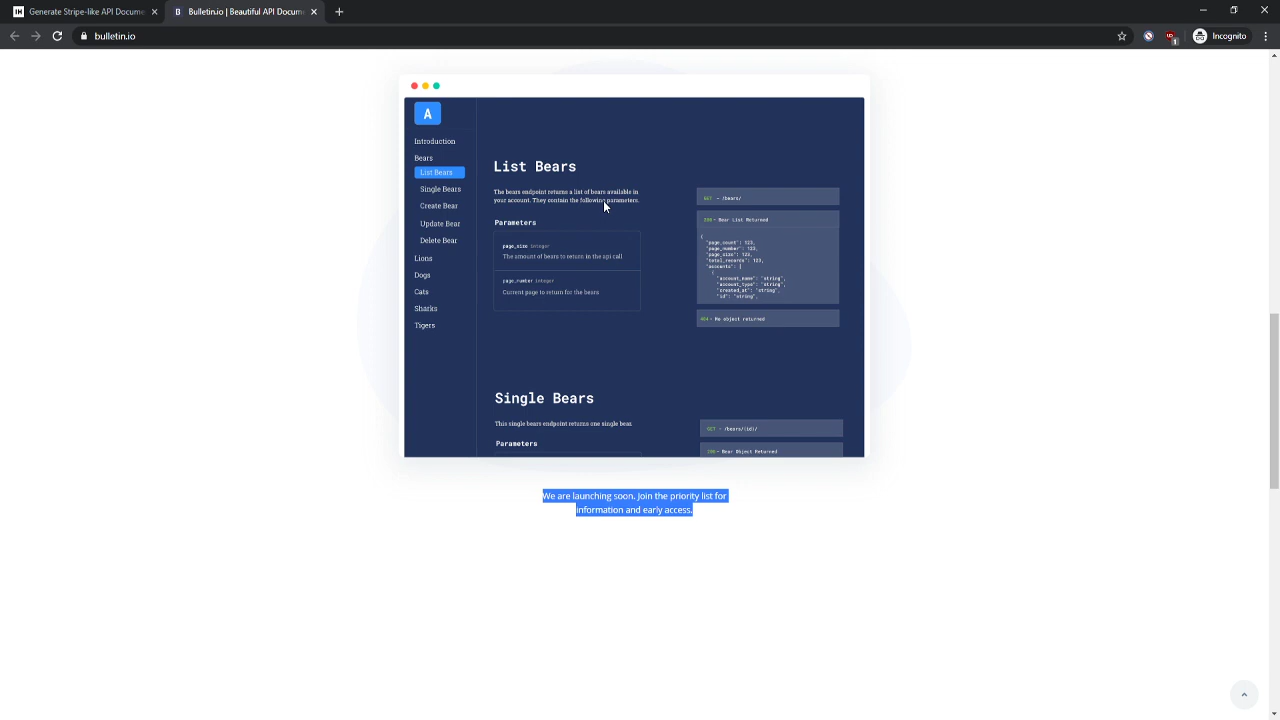 Generate Stripe-like API Docume
Bulletin.io | Beautiful API Docume
bulletin.io
1
Incognito
A
Introduction
Bears
List Bears
Single Bears
Create Bear
Update Bear
Delete Bear
Lions
Dogs
Cats
Sharks
Tigers
List Bears
The bears endpoint returns a list of bears available in
your account. They contain the following parameters.
Parameters
page_size integer
The amount of bears to return in the api call
page_number integer
Current page to return for the bears
GET - /bears/
200 - Bear List Returned
{
"page_count": 123,
"page_number": 123,
"page_size": 123,
"total_records": 123,
"accounts": [
{
"account_name": "string",
"account_type": "string",
"created_at": "string",
"id": "string",
404 - No object returned
Single Bears
This single bears endpoint returns one single bear.
Parameters
GET - /bears/{id}/
200 - Bear Object Returned
We are launching soon. Join the priority list for
information and early access.